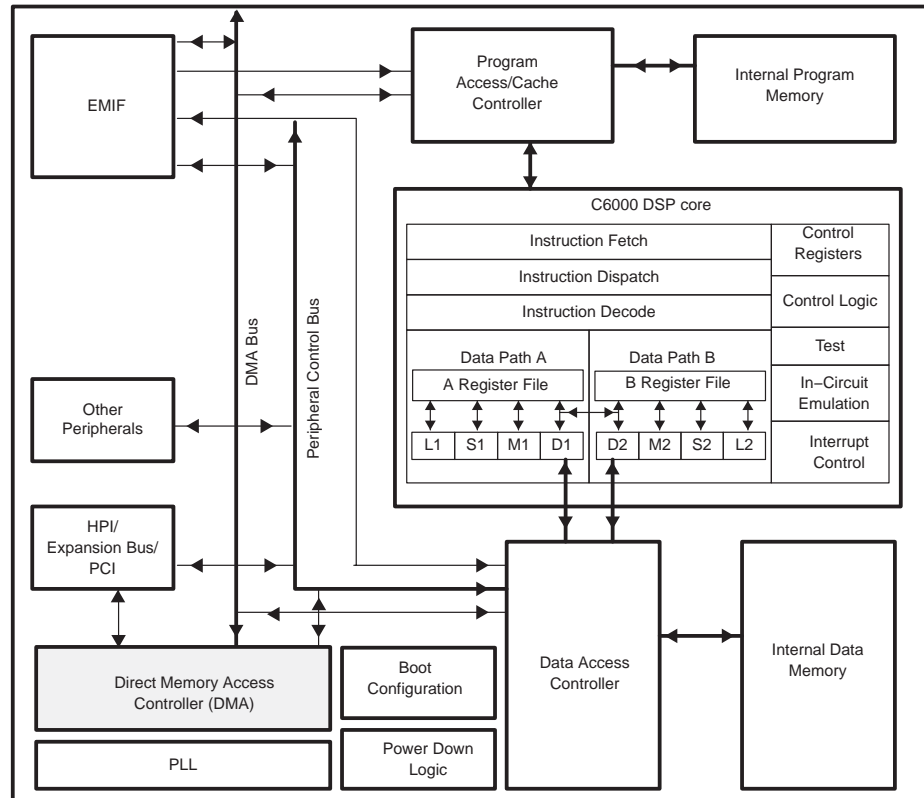 EMIF
Program
Access/Cache
Controller
Internal Program
Memory
C6000 DSP core
Instruction Fetch
Instruction Dispatch
Instruction Decode
Control
Registers
Control Logic
Test
In−Circuit
Emulation
Interrupt
Control
Data Path A
A Register File
L1 S1 M1 D1
Data Path B
B Register File
D2 M2 S2 L2
DMA Bus
Peripheral Control Bus
Other
Peripherals
HPI/
Expansion Bus/
PCI
Direct Memory Access
Controller (DMA)
PLL
Boot
Configuration
Power Down
Logic
Data Access
Controller
Internal Data
Memory